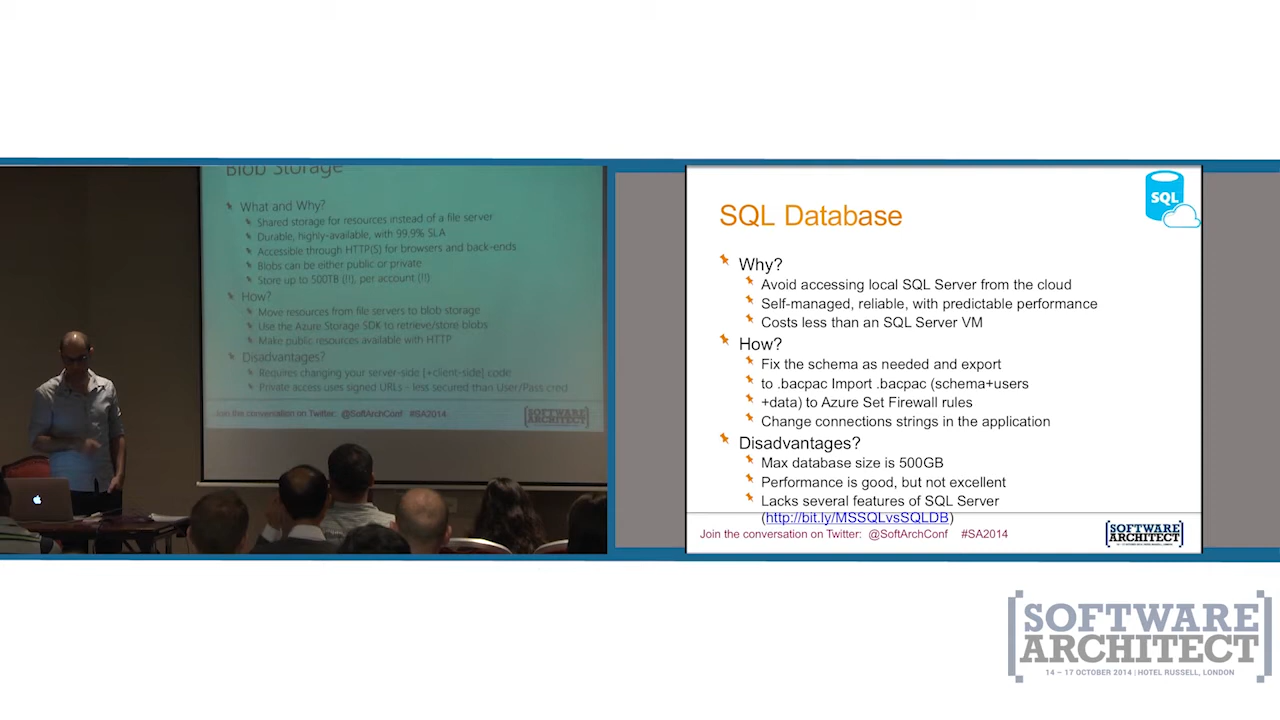 Blob Storage
What and Why?
Shared storage for resources instead of a file server
Durable, highly-available, with 99.9% SLA
Accessible through HTTP(S) for browsers and back-ends
Blobs can be either public or private
Store up to 500TB (!!), per account (!!)
How?
Move resources from file servers to blob storage
Use the Azure Storage SDK to retrieve/store blobs
Make public resources available with HTTP
Disadvantages?
Requires changing your server-side [+client-side] code
Private access uses signed URLs - less secured than User/Pass cred
Join the conversation on Twitter: @SoftArchConf #SA2014
[SOFTWARE
ARCHITECT]
SQL
SQL Database
Why?
Avoid accessing local SQL Server from the cloud
Self-managed, reliable, with predictable performance
Costs less than an SQL Server VM
How?
Fix the schema as needed and export
to .bacpac Import .bacpac (schema+users
+data) to Azure Set Firewall rules
Change connections strings in the application
Disadvantages?
Max database size is 500GB
Performance is good, but not excellent
Lacks several features of SQL Server
(http://bit.ly/MSSQLvsSQLDB)
Join the conversation on Twitter: @SoftArchConf #SA2014
[SOFTWARE
ARCHITECT]
[SOFTWARE
ARCHITECT]
14 – 17 OCTOBER 2014 | HOTEL RUSSELL, LONDON